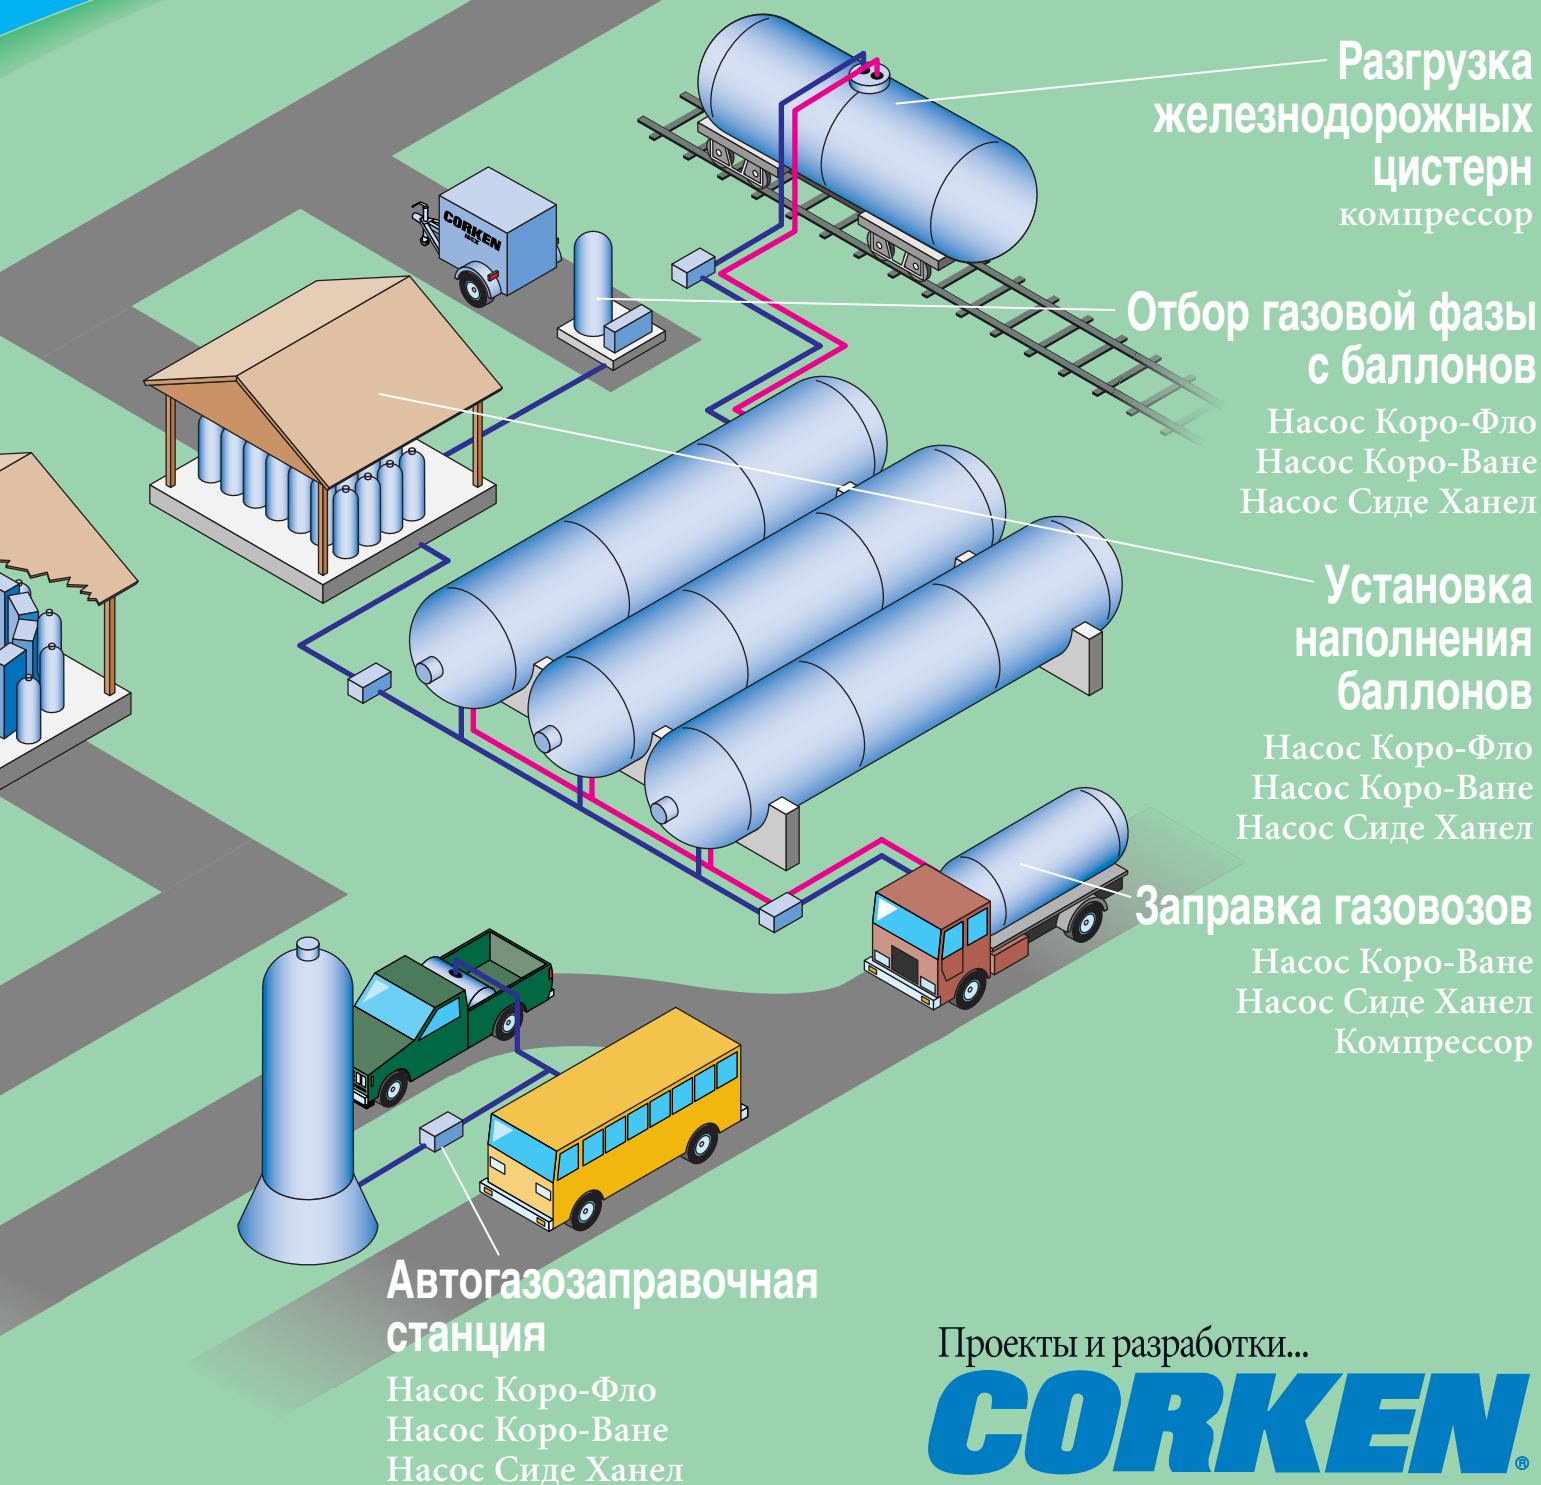 Разгрузка
железнодорожных
цистерн
компрессор
CORKEN
Отбор газовой фазы
с баллонов
Насос Коро-Фло
Насос Коро-Ване
Насос Сиде Ханел
Установка
наполнения
баллонов
Насос Коро-Фло
Насос Коро-Ване
Насос Сиде Ханел
Заправка газовозов
Насос Коро-Ване
Насос Сиде Ханел
Компрессор
Автогазозаправочная
станция
Насос Коро-Фло
Насос Коро-Ване
Насос Сиде Ханел
Проекты и разработки...
CORKEN®